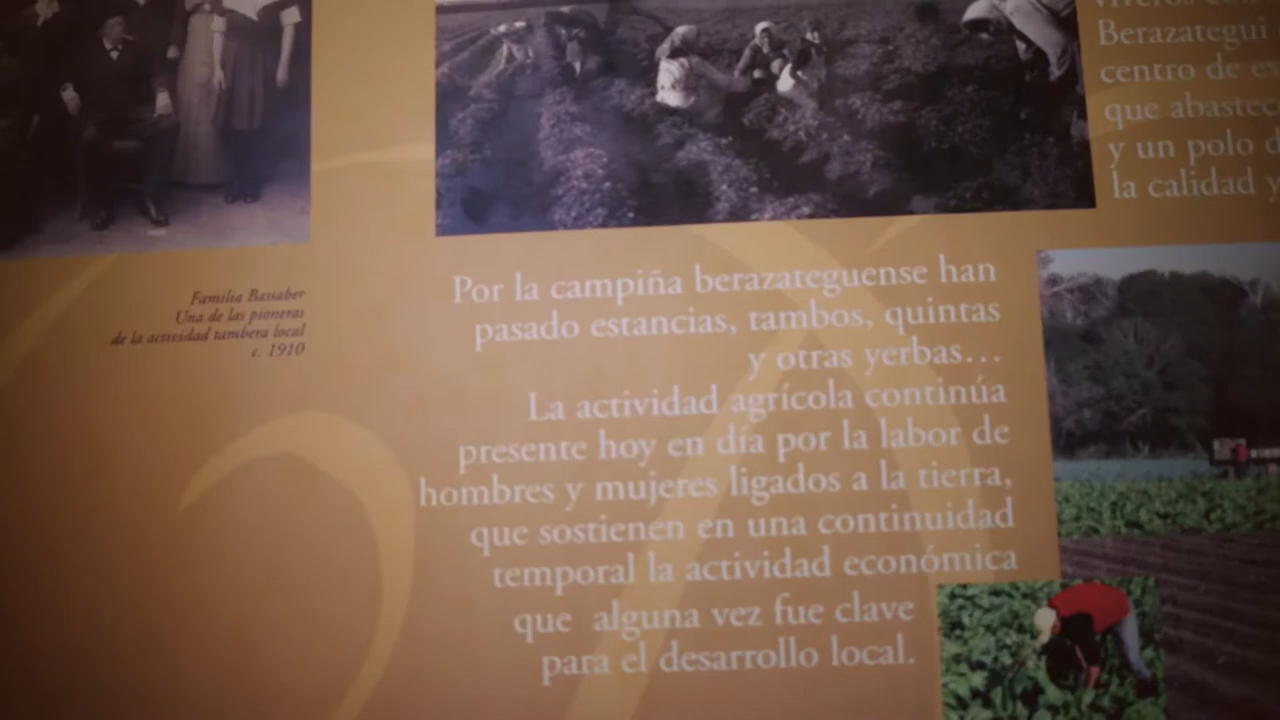 Familia Bassaber
Una de las pioneras
de la actividad tambera local
c. 1910
Por la campiña berazateguense han
pasado estancias, tambos, quintas
y otras yerbas...
La actividad agrícola continúa
presente hoy en día por la labor de
hombres y mujeres ligados a la tierra,
que sostienen en una continuidad
temporal la actividad económica
que alguna vez fue clave
para el desarrollo local.
viveros
Berazategui
centro de
que
y un polo
la calidad y